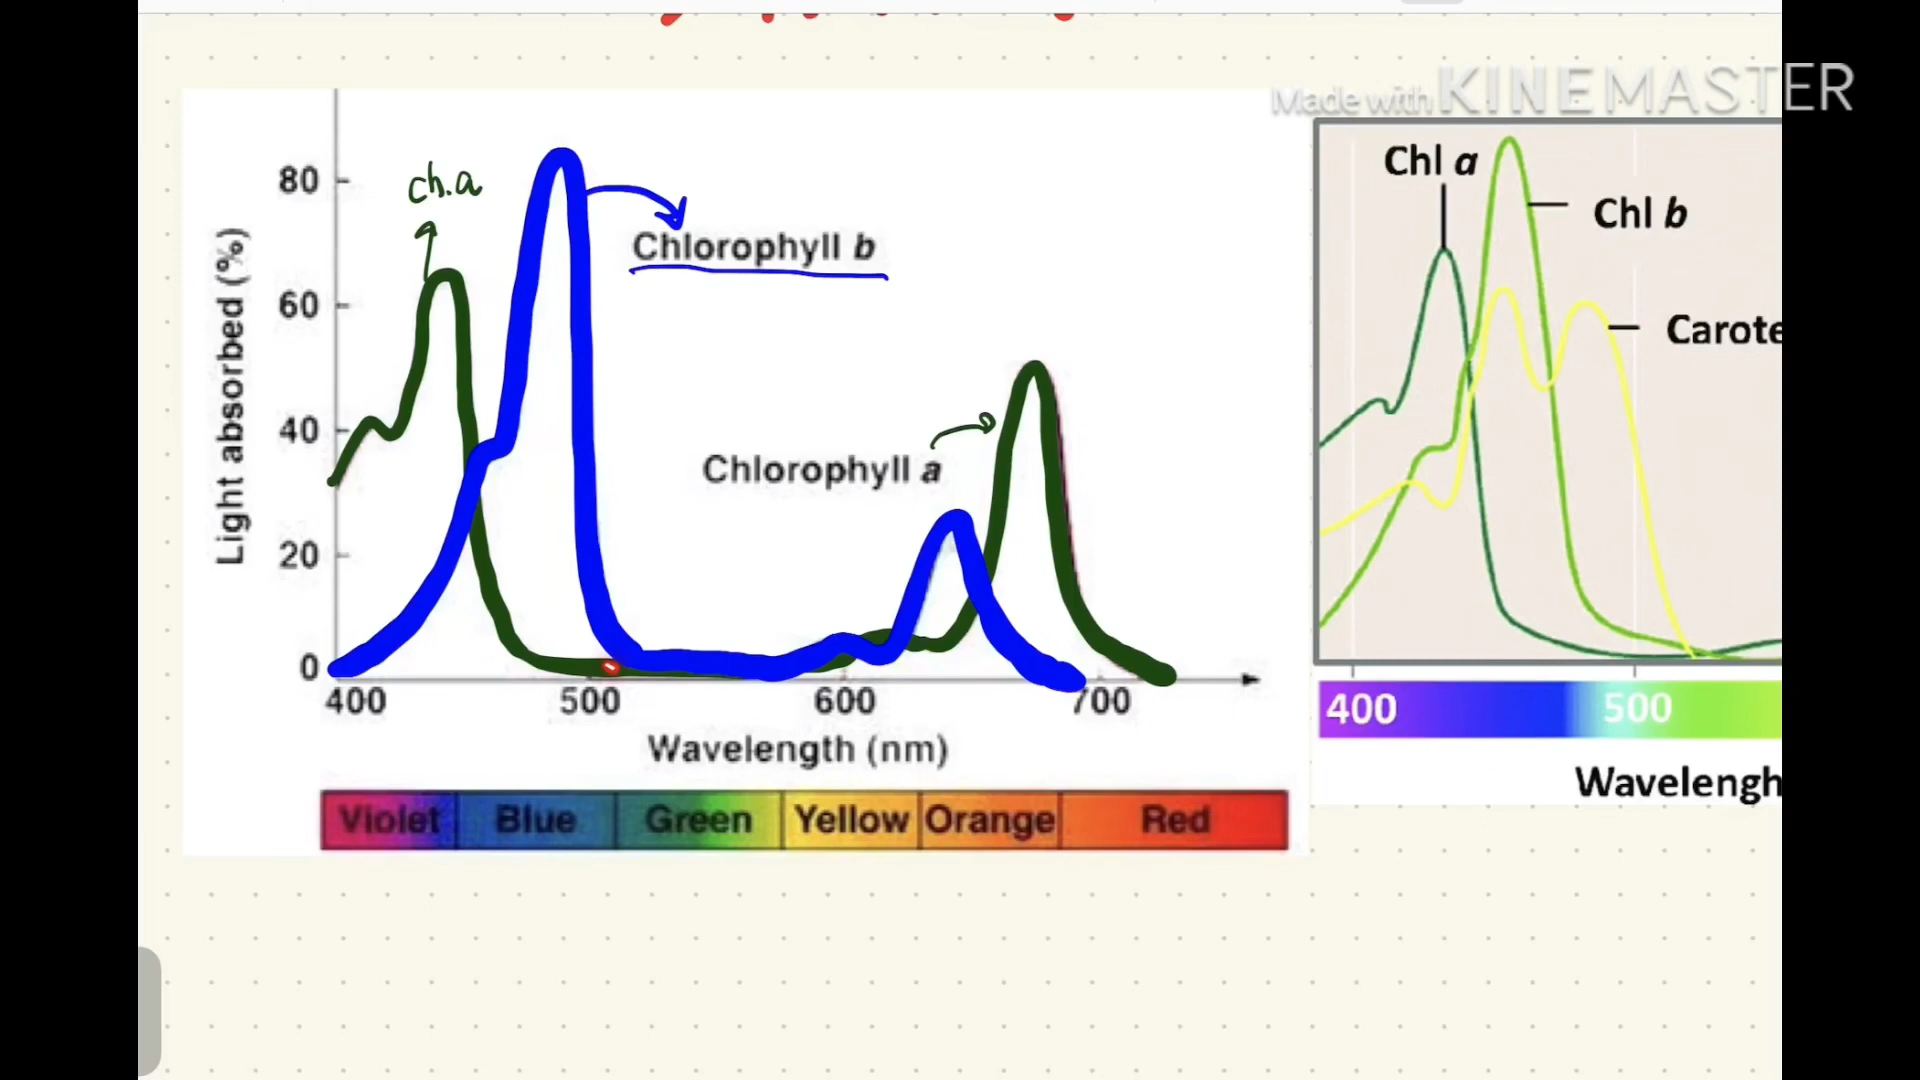 Made with KINEMASTER
80
60
40
20
0
Light absorbed (%)
ch.a
Chlorophyll b
Chlorophyll a
400 500 600 700
Wavelength (nm)
Violet Blue Green Yellow Orange Red
Chl a
Chl b
Carote
400 500
Wavelengh